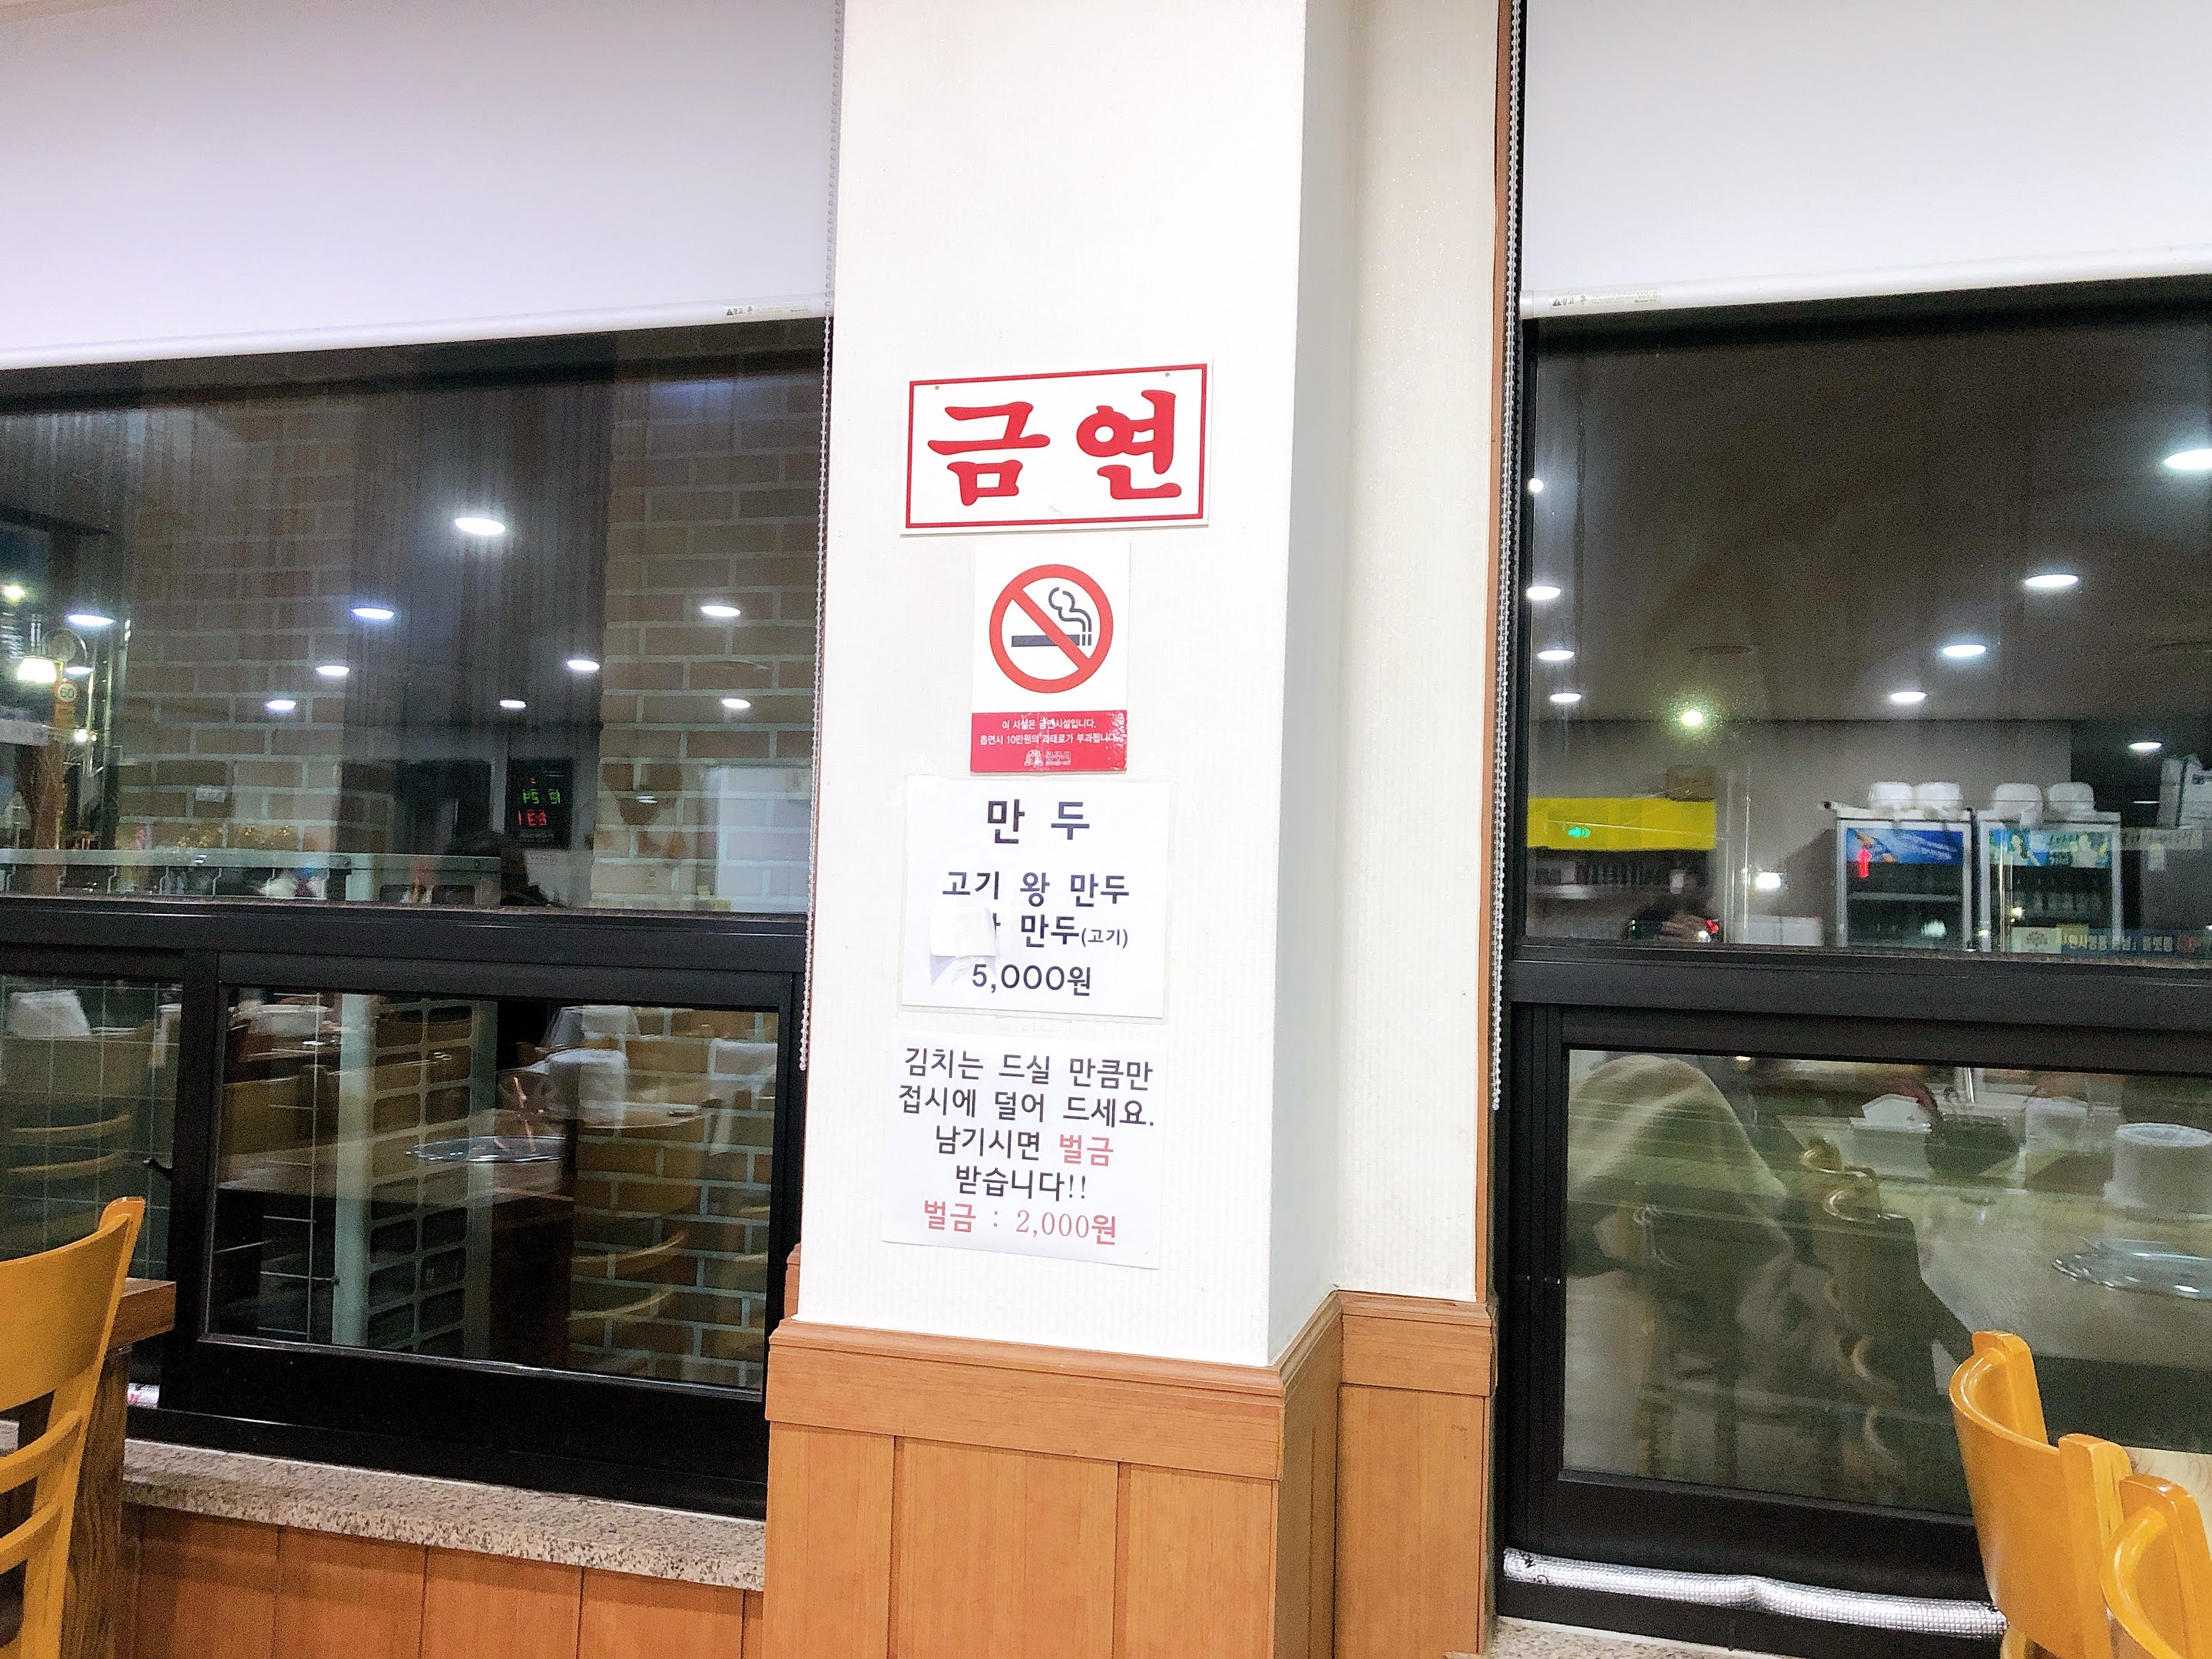 금연
이 시설은 금연시설입니다.
흡연시 10만원의 과태료가 부과됩니다.
만 두
고기 왕 만두
만두(고기)
5,000원
김치는 드실 만큼만
접시에 덜어 드세요.
남기시면 벌금
받습니다!!
벌금 : 2,000원
60